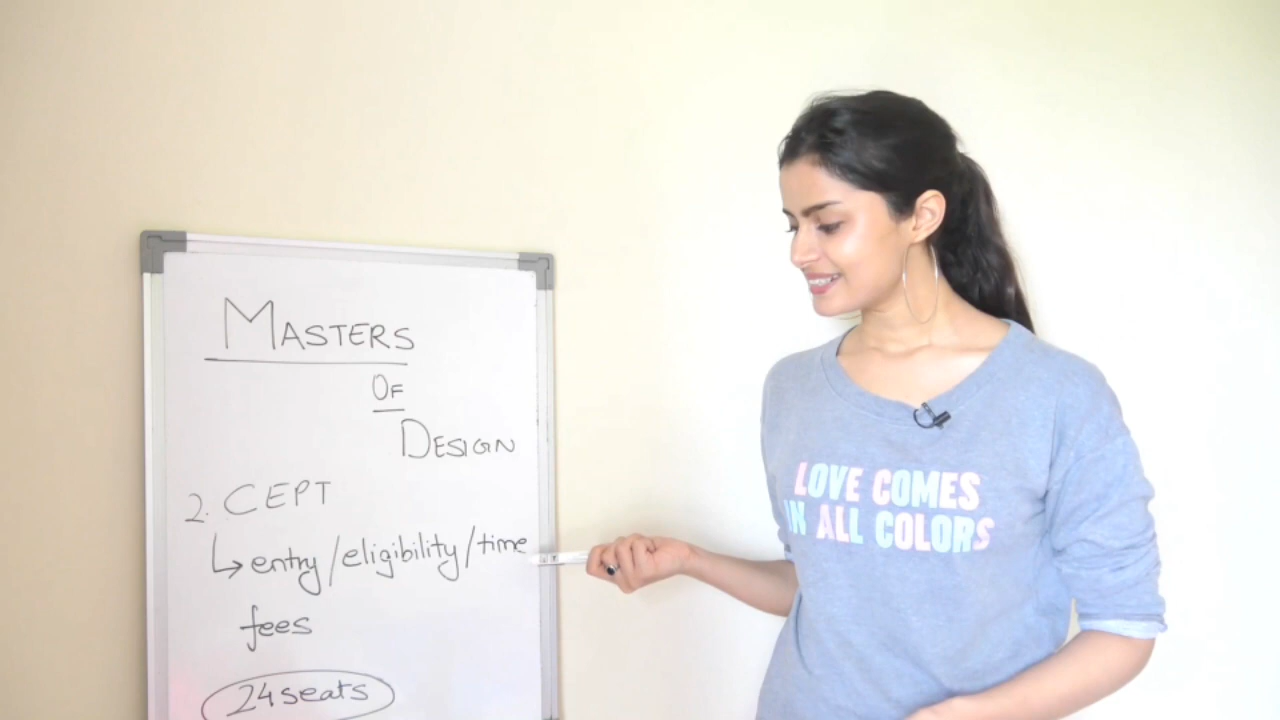 MASTERS
OF
DESIGN
2. CEPT
↳ entry/eligibility/time
fees
24 seats
LOVE COMES
IN ALL COLORS